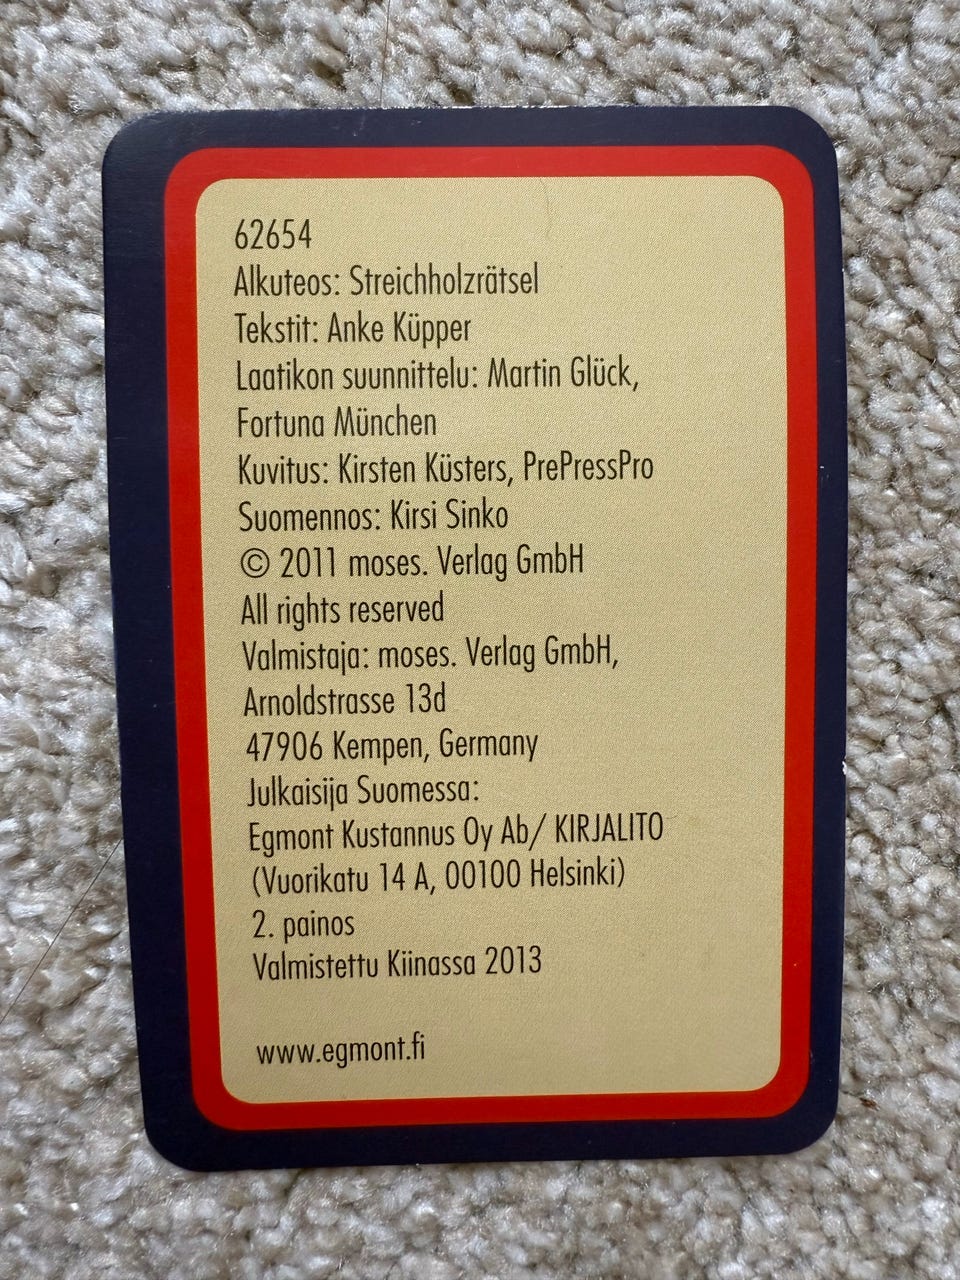 62654
Alkuteos: Streichholzrätsel
Tekstit: Anke Küpper
Laatikon suunnittelu: Martin Glück,
Fortuna München
Kuvitus: Kirsten Küsters, PrePressPro
Suomennos: Kirsi Sinko
© 2011 moses. Verlag GmbH
All rights reserved
Valmistaja: moses. Verlag GmbH,
Arnoldstrasse 13d
47906 Kempen, Germany
Julkaisija Suomessa:
Egmont Kustannus Oy Ab/ KIRJALITO
(Vuorikatu 14 A, 00100 Helsinki)
2. painos
Valmistettu Kiinassa 2013
www.egmont.fi